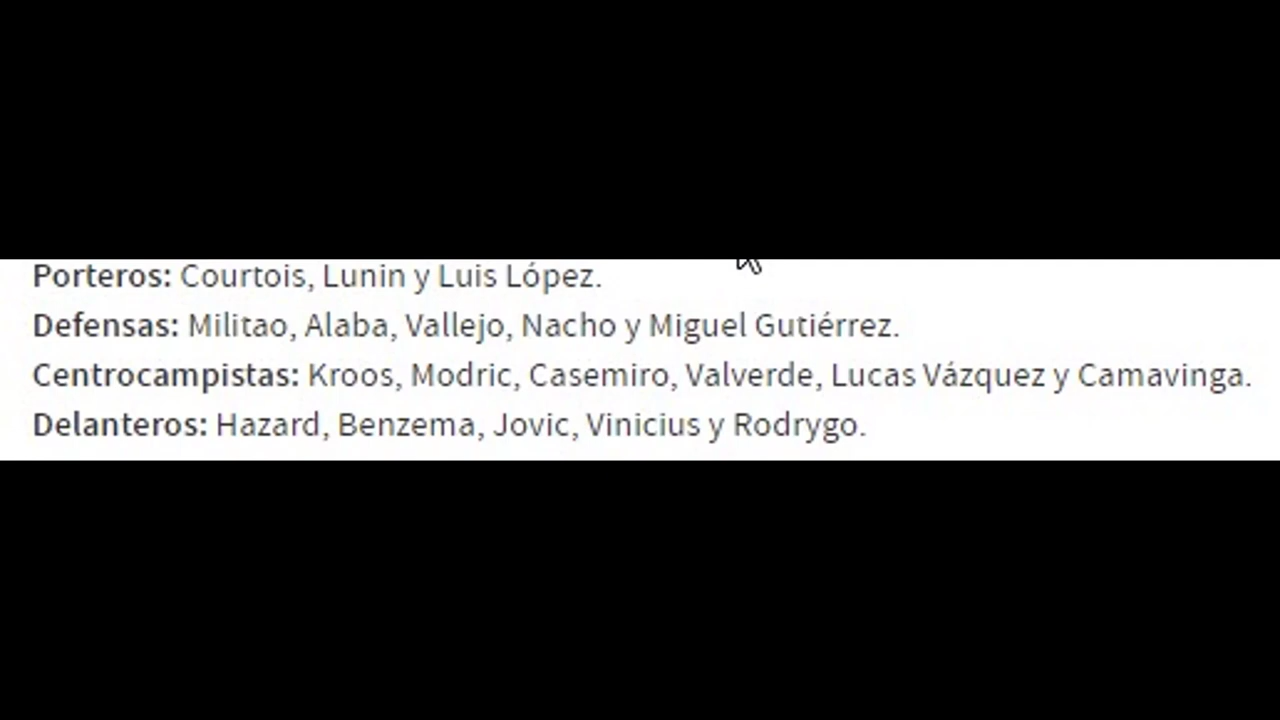 Porteros: Courtois, Lunin y Luis López.
Defensas: Militao, Alaba, Vallejo, Nacho y Miguel Gutiérrez.
Centrocampistas: Kroos, Modric, Casemiro, Valverde, Lucas Vázquez y Camavinga.
Delanteros: Hazard, Benzema, Jovic, Vinicius y Rodrygo.